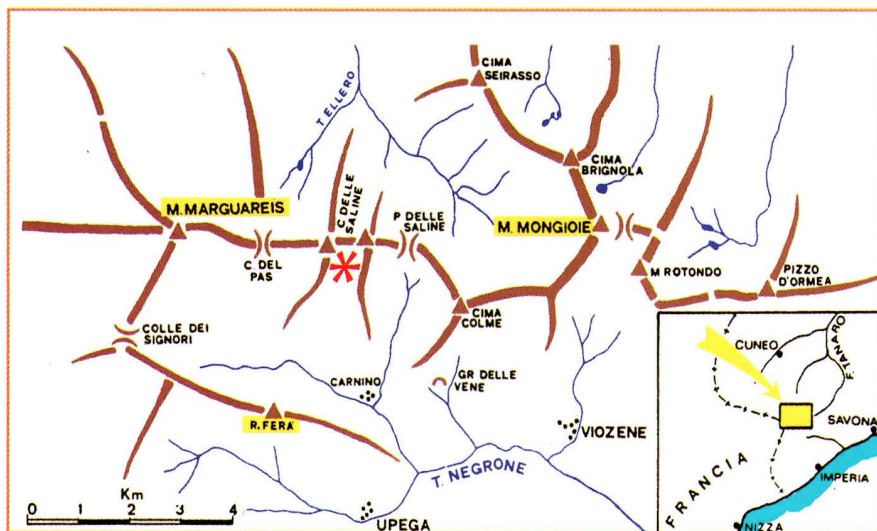 CIMA
SEIRASSO
T. ELLERO
CIMA
BRIGNOLA
M. MARGUAREIS
C DELLE
SALINE
P DELLE
SALINE
M. MONGIOIE
C. DEL
PAS
M ROTONDO
PIZZO
D'ORMEA
COLLE DEI
SIGNORI
CIMA
COLME
CARNINO
GR DELLE
VENE
R. FERA'
VIOZENE
T. NEGRONE
UPEGA
Km
0 1 2 3 4
CUNEO
F. TANARO
SAVONA
FRANCIA
IMPERIA
NIZZA